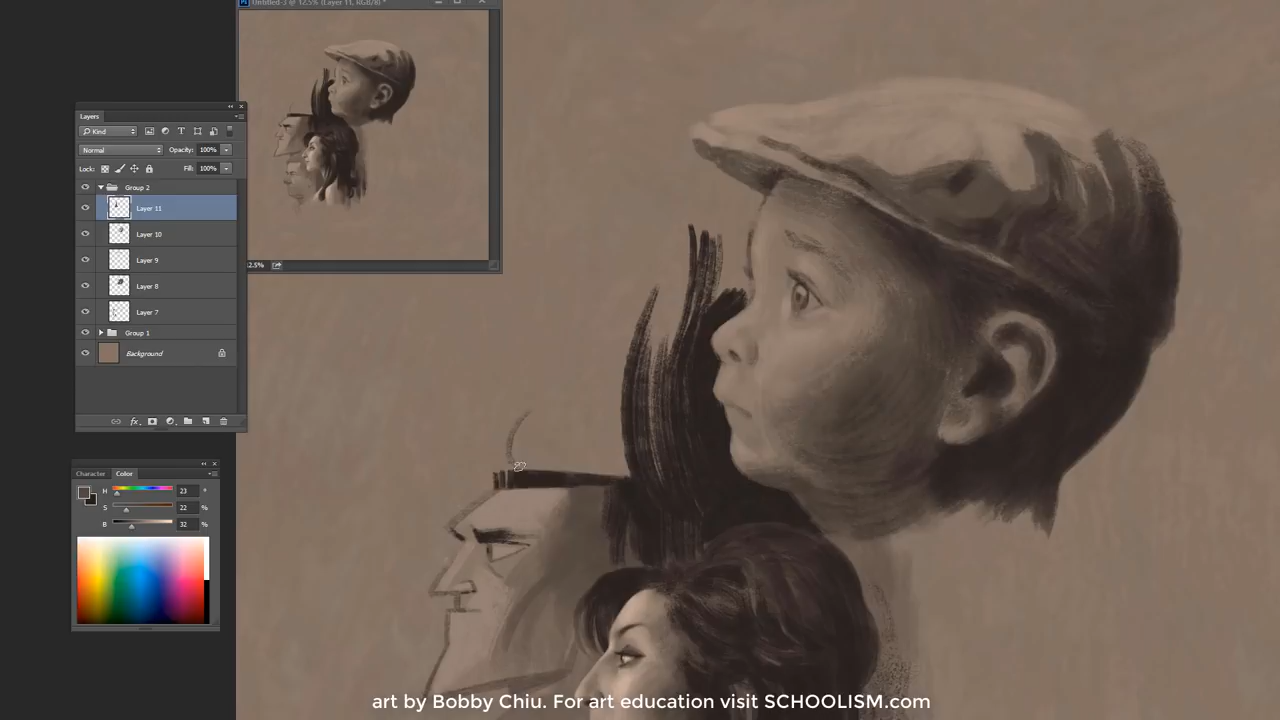 Untitled-3 @ 12.5% (Layer 11, RGB/8) *
Layers
Kind
Normal
Opacity: 100%
Lock:
Fill: 100%
Group 2
Layer 11
Layer 10
Layer 9
Layer 8
Layer 7
Group 1
Background
2.5%
Character
Color
H 23 °
S 22 %
B 32 %
art by Bobby Chiu. For art education visit SCHOOLISM.com